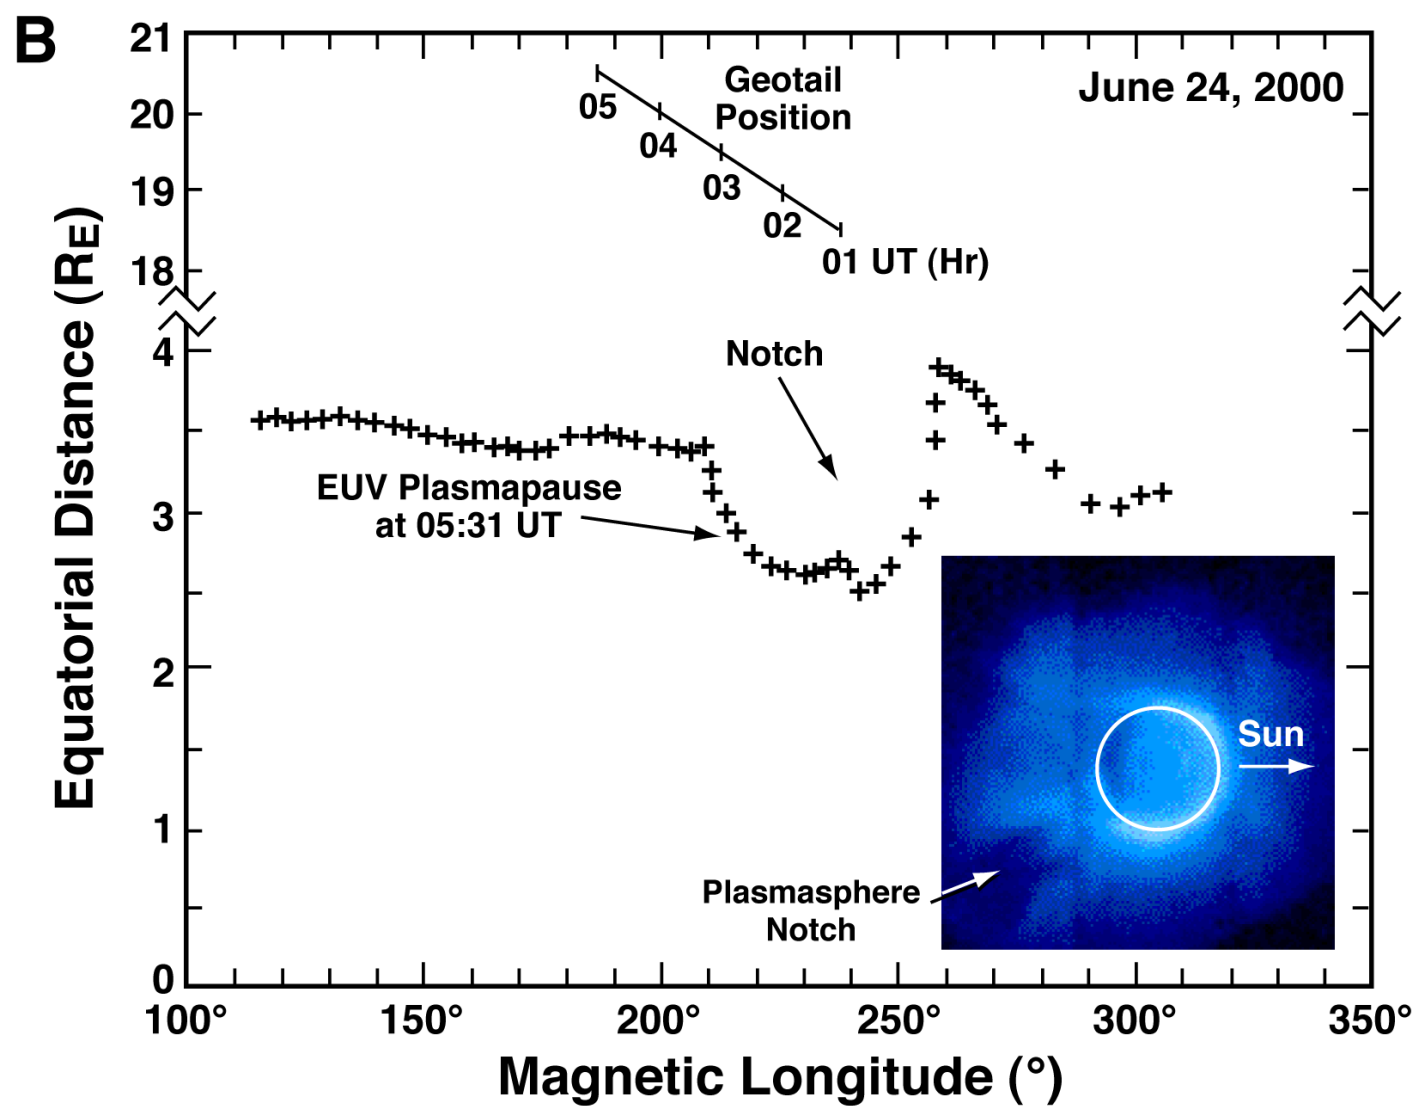 B
21
20
19
18
4
3
2
1
0
Equatorial Distance (RE)
June 24, 2000
Geotail
Position
05
04
03
02
01 UT (Hr)
Notch
EUV Plasmapause
at 05:31 UT
Sun
Plasmasphere
Notch
100° 150° 200° 250° 300° 350°
Magnetic Longitude (°)